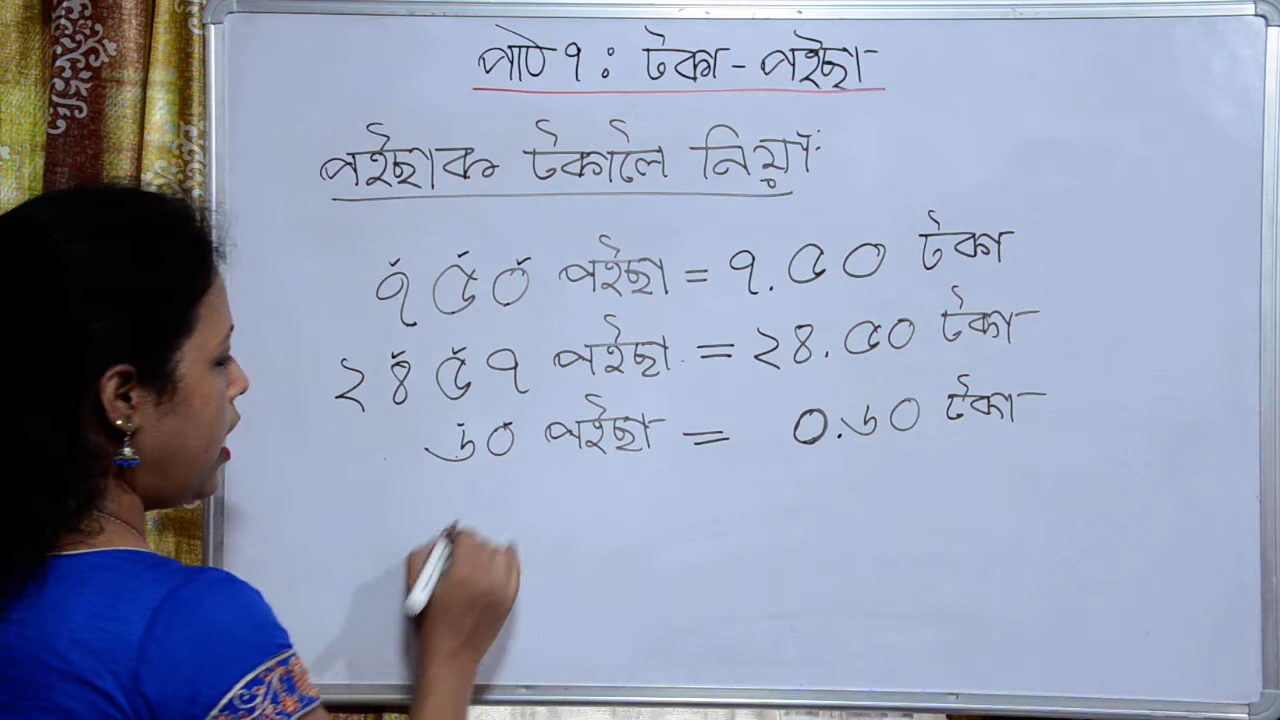 পাঠ ৭ : টকা - পইছা
পইছাক টকালৈ নিয়া:
৭৫০ পইছা = ৭.৫০ টকা
২৪৫৭ পইছা = ২৪.৫০ টকা
৬০ পইছা = ০.৬০ টকা